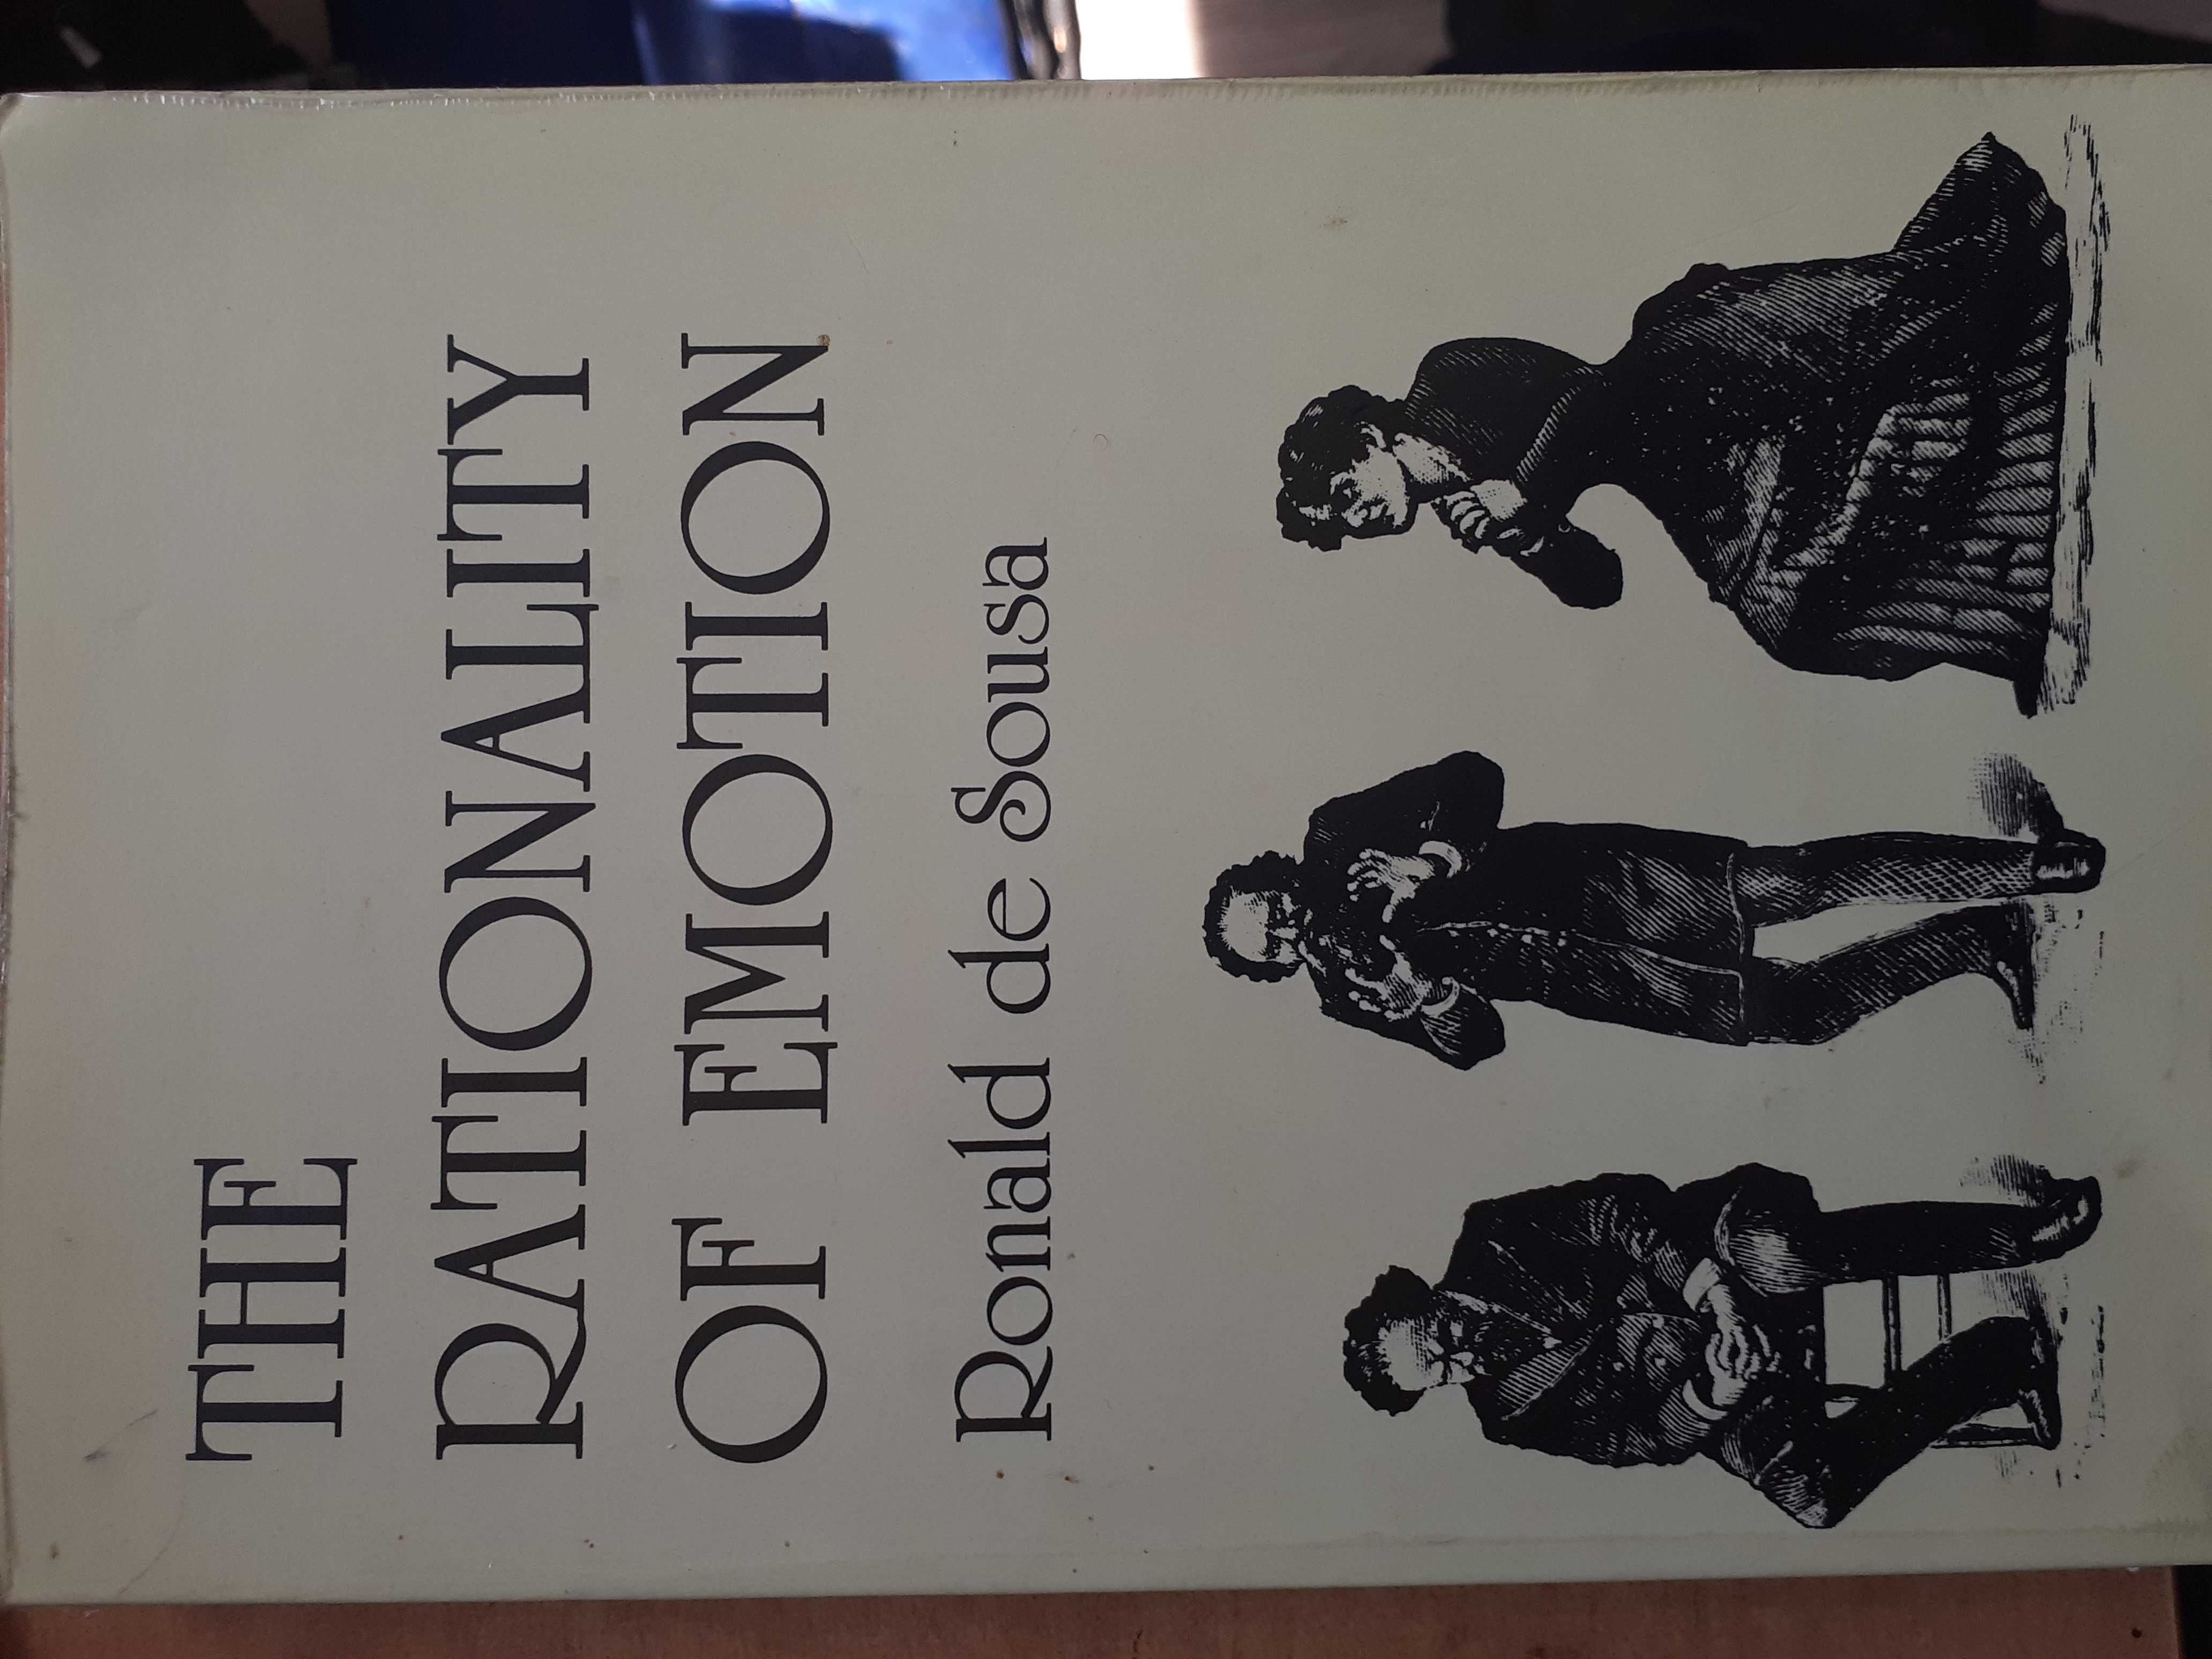 THE
RATIONALITY
OF EMOTION
Ronald de Sousa